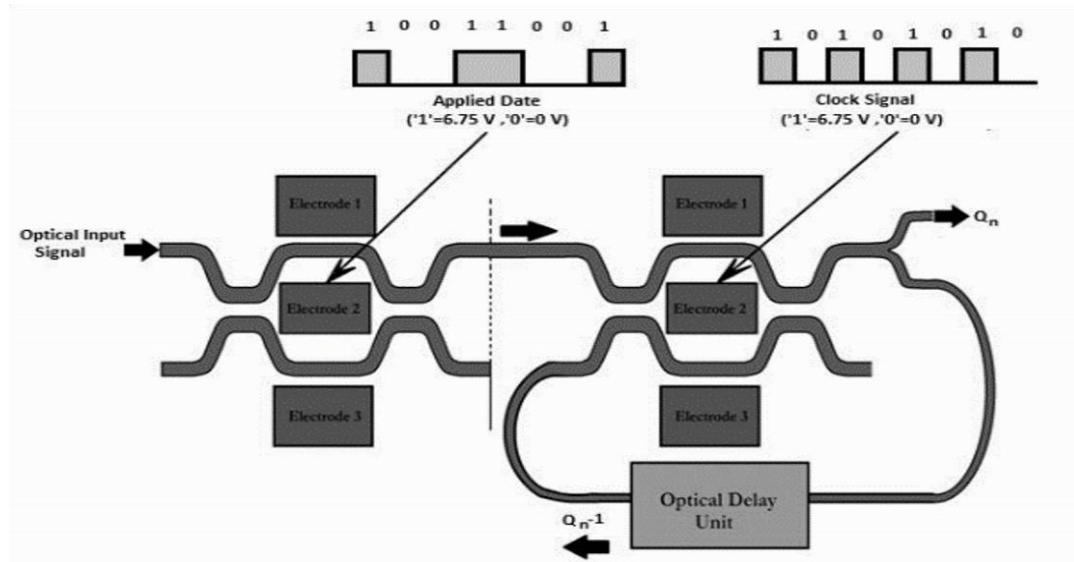 1 0 0 1 1 0 0 1
Applied Date
('1'=6.75 V ,'0'=0 V)
1 0 1 0 1 0 1 0
Clock Signal
('1'=6.75 V ,'0'=0 V)
Electrode 1
Electrode 1
Optical Input
Signal
Qn
Electrode 2
Electrode 2
Electrode 3
Electrode 3
Optical Delay
Unit
Qn-1